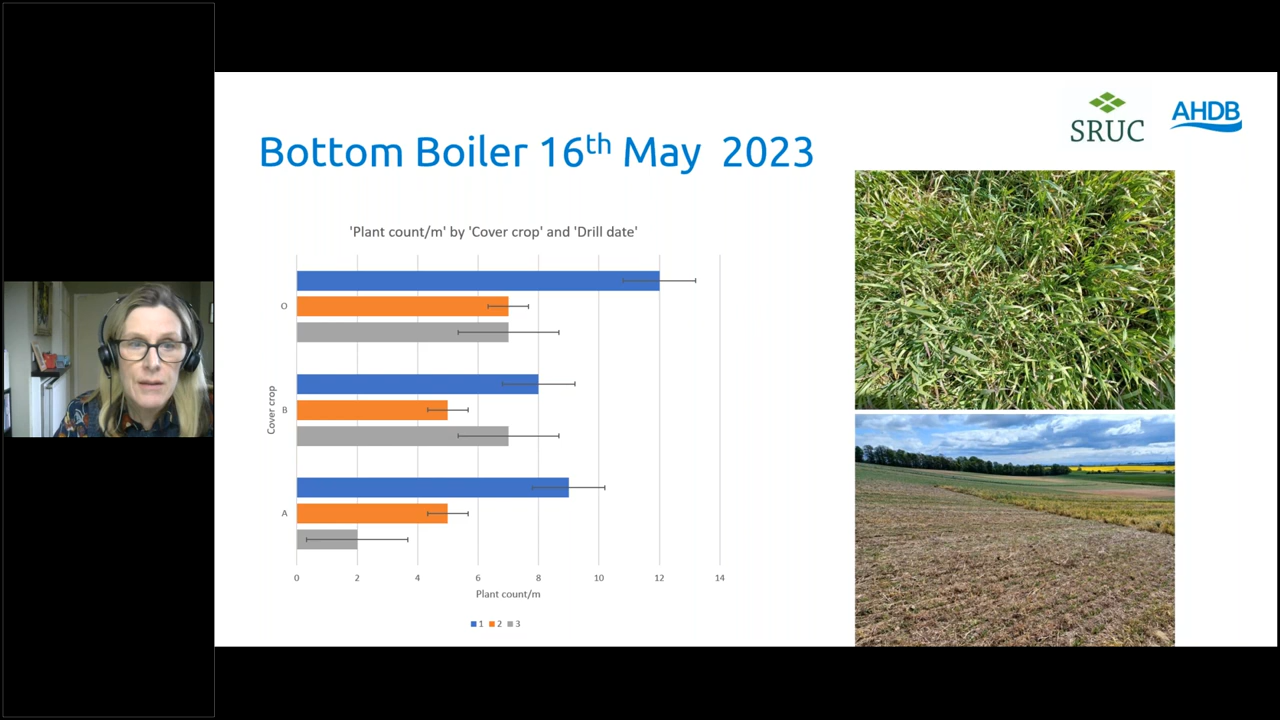 SRUC
AHDB
Bottom Boiler 16th May 2023
'Plant count/m' by 'Cover crop' and 'Drill date'
O
B
A
Cover crop
0 2 4 6 8 10 12 14
Plant count/m
1 2 3